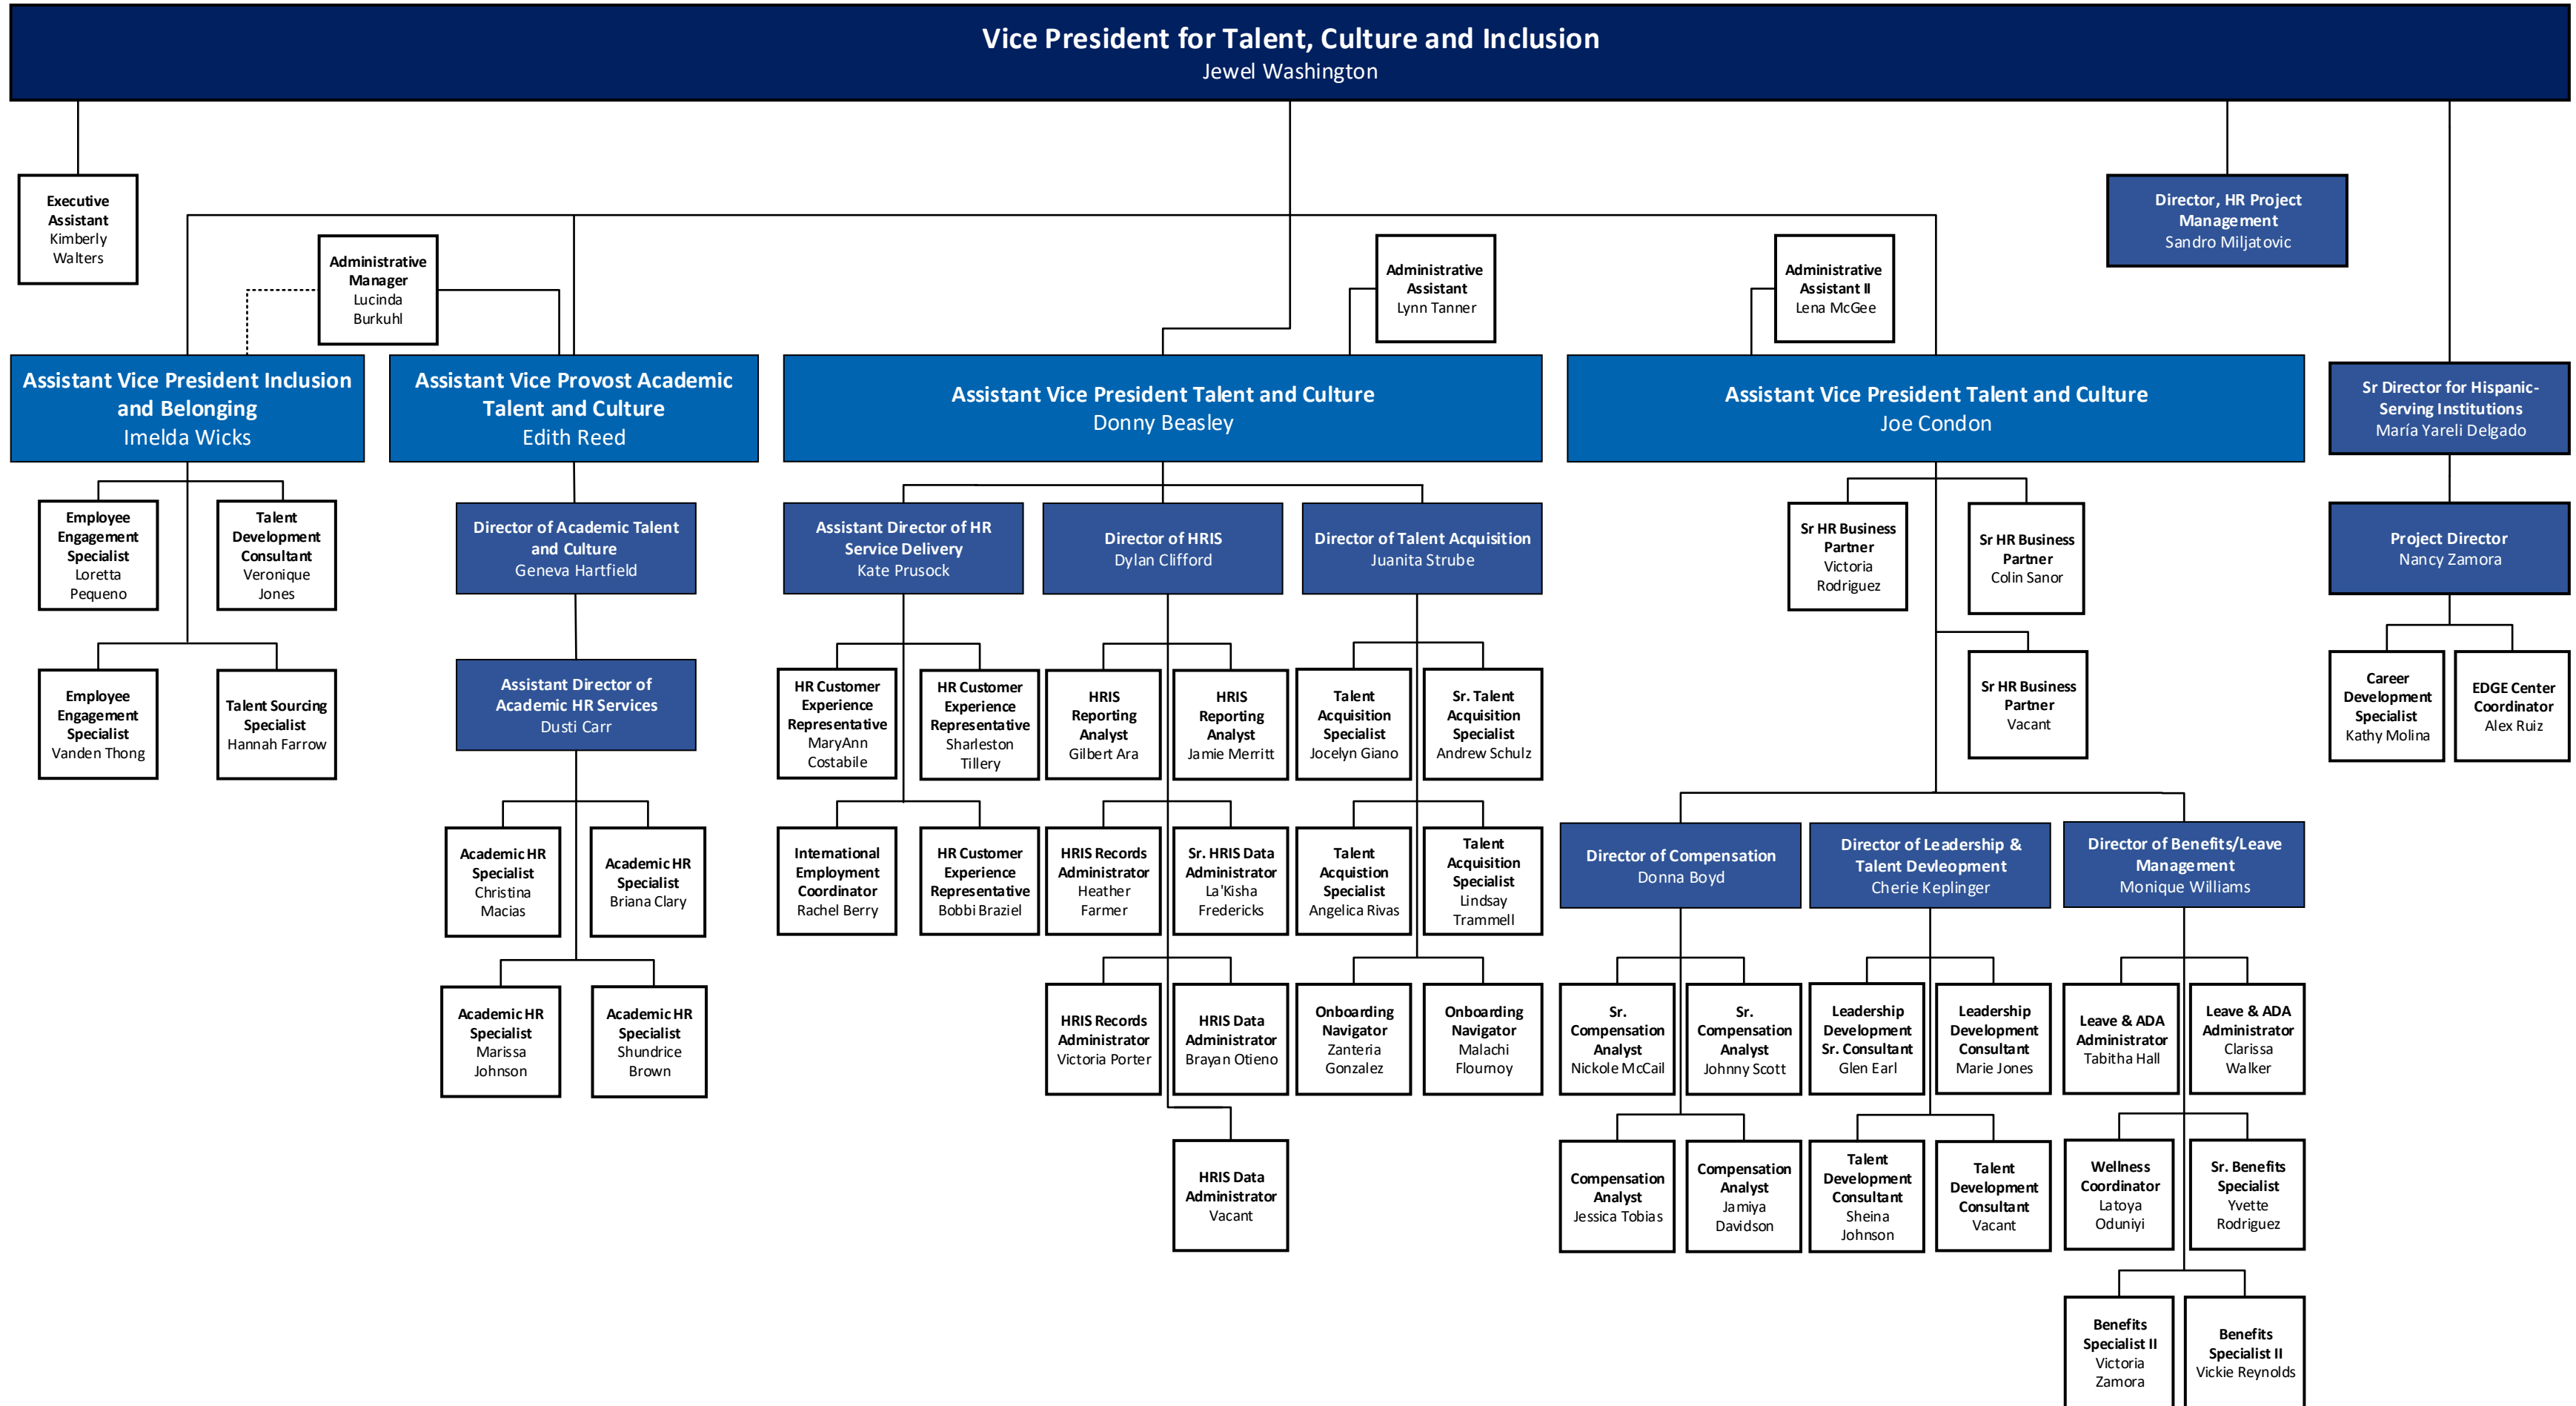 Vice President for Talent, Culture and Inclusion
Jewel Washington
Executive
Assistant
Kimberly
Walters
Administrative
Manager
Lucinda
Burkuhl
Administrative
Assistant
Lynn Tanner
Administrative
Assistant II
Lena McGee
Director, HR Project
Management
Sandro Miljatovic
Assistant Vice President Inclusion
and Belonging
Imelda Wicks
Assistant Vice Provost Academic
Talent and Culture
Edith Reed
Assistant Vice President Talent and Culture
Donny Beasley
Assistant Vice President Talent and Culture
Joe Condon
Sr Director for Hispanic-
Serving Institutions
María Yareli Delgado
Employee
Engagement
Specialist
Loretta
Pequeno
Talent
Development
Consultant
Veronique
Jones
Director of Academic Talent
and Culture
Geneva Hartfield
Assistant Director of HR
Service Delivery
Kate Prusock
Director of HRIS
Dylan Clifford
Director of Talent Acquisition
Juanita Strube
Sr HR Business
Partner
Victoria
Rodriguez
Sr HR Business
Partner
Colin Sanor
Project Director
Nancy Zamora
Employee
Engagement
Specialist
Vanden Thong
Talent Sourcing
Specialist
Hannah Farrow
Assistant Director of
Academic HR Services
Dusti Carr
HR Customer
Experience
Representative
MaryAnn
Costabile
HR Customer
Experience
Representative
Sharleston
Tillery
HRIS
Reporting
Analyst
Gilbert Ara
HRIS
Reporting
Analyst
Jamie Merritt
Talent
Acquisition
Specialist
Jocelyn Giano
Sr. Talent
Acquisition
Specialist
Andrew Schulz
Sr HR Business
Partner
Vacant
Career
Development
Specialist
Kathy Molina
EDGE Center
Coordinator
Alex Ruiz
Academic HR
Specialist
Christina
Macias
Academic HR
Specialist
Briana Clary
International
Employment
Coordinator
Rachel Berry
HR Customer
Experience
Representative
Bobbi Braziel
HRIS Records
Administrator
Heather
Farmer
Sr. HRIS Data
Administrator
La'Kisha
Fredericks
Talent
Acquistion
Specialist
Angelica Rivas
Talent
Acquisition
Specialist
Lindsay
Trammell
Director of Compensation
Donna Boyd
Director of Leadership &
Talent Devleopment
Cherie Keplinger
Director of Benefits/Leave
Management
Monique Williams
Academic HR
Specialist
Marissa
Johnson
Academic HR
Specialist
Shundrice
Brown
HRIS Records
Administrator
Victoria Porter
HRIS Data
Administrator
Brayan Otieno
Onboarding
Navigator
Zanteria
Gonzalez
Onboarding
Navigator
Malachi
Flournoy
Sr.
Compensation
Analyst
Nickole McCail
Sr.
Compensation
Analyst
Johnny Scott
Leadership
Development
Sr. Consultant
Glen Earl
Leadership
Development
Consultant
Marie Jones
Leave & ADA
Administrator
Tabitha Hall
Leave & ADA
Administrator
Clarissa
Walker
HRIS Data
Administrator
Vacant
Compensation
Analyst
Jessica Tobias
Compensation
Analyst
Jamiya
Davidson
Talent
Development
Consultant
Sheina
Johnson
Talent
Development
Consultant
Vacant
Wellness
Coordinator
Latoya
Oduniyi
Sr. Benefits
Specialist
Yvette
Rodriguez
Benefits
Specialist II
Victoria
Zamora
Benefits
Specialist II
Vickie Reynolds